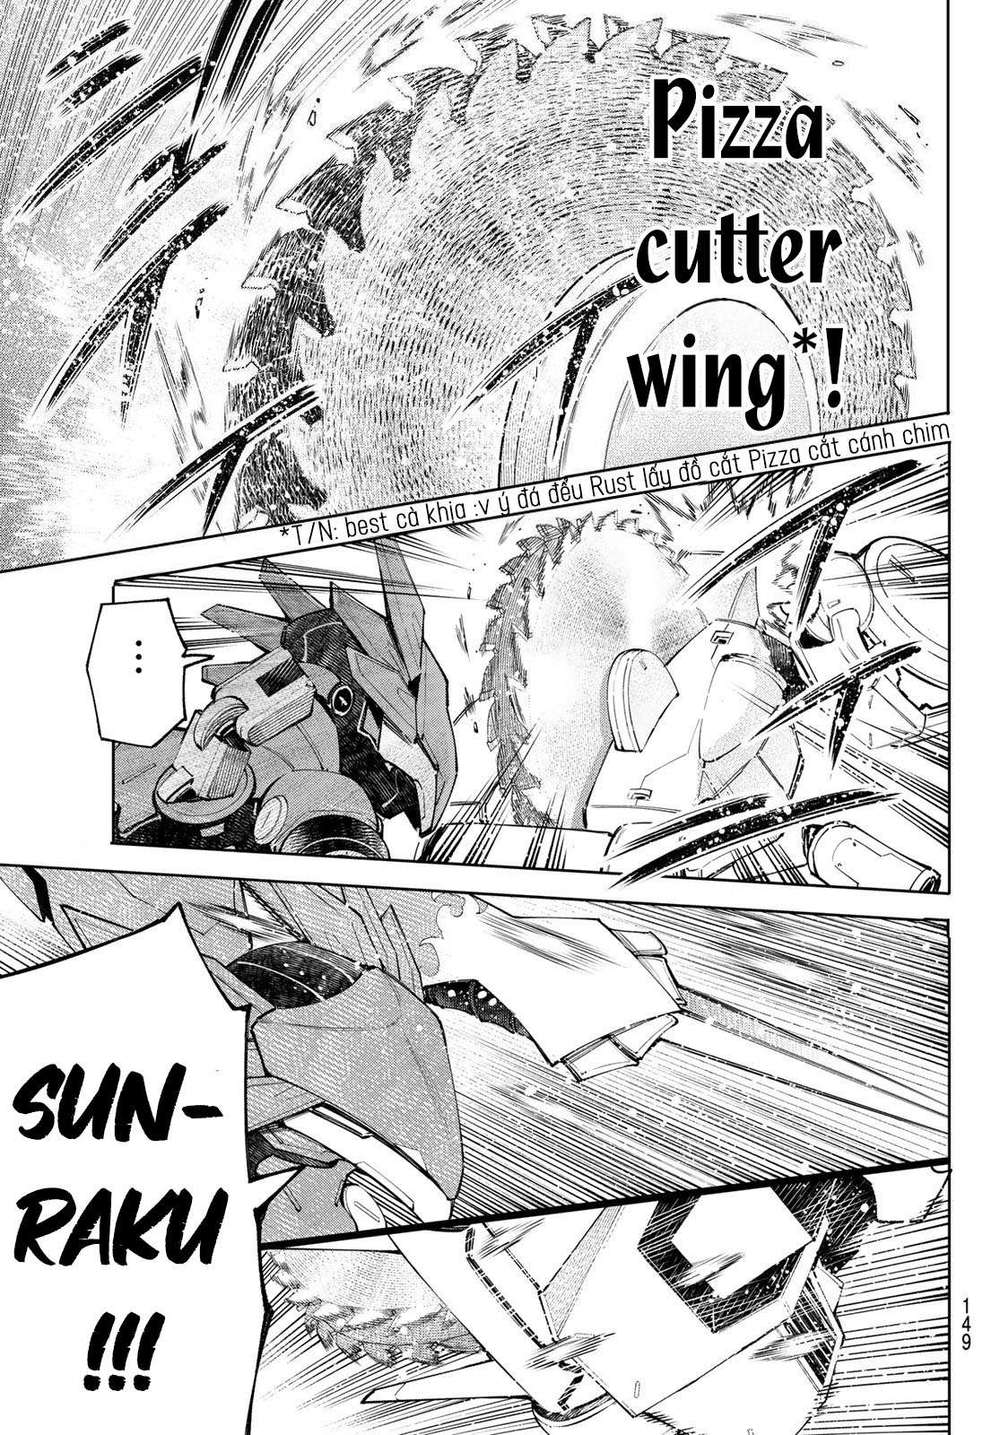 Pizza
cutter
wing*!
*T/N: best cà khịa :v ý đá đểu Rust lấy đồ cắt Pizza cắt cánh chim
...
SUN-
RAKU
!!!
149